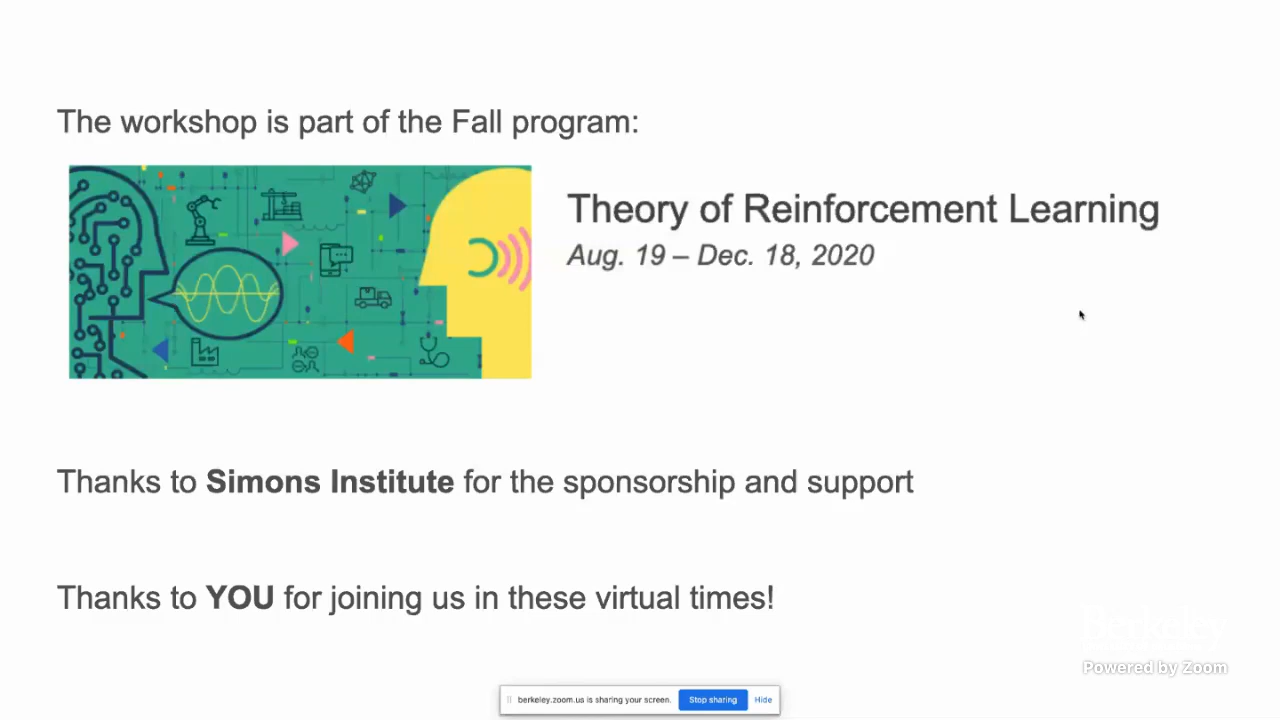 The workshop is part of the Fall program:
Theory of Reinforcement Learning
Aug. 19 – Dec. 18, 2020
Thanks to Simons Institute for the sponsorship and support
Thanks to YOU for joining us in these virtual times!
Berkeley
Powered by Zoom
berkeley.zoom.us is sharing your screen.
Stop sharing
Hide